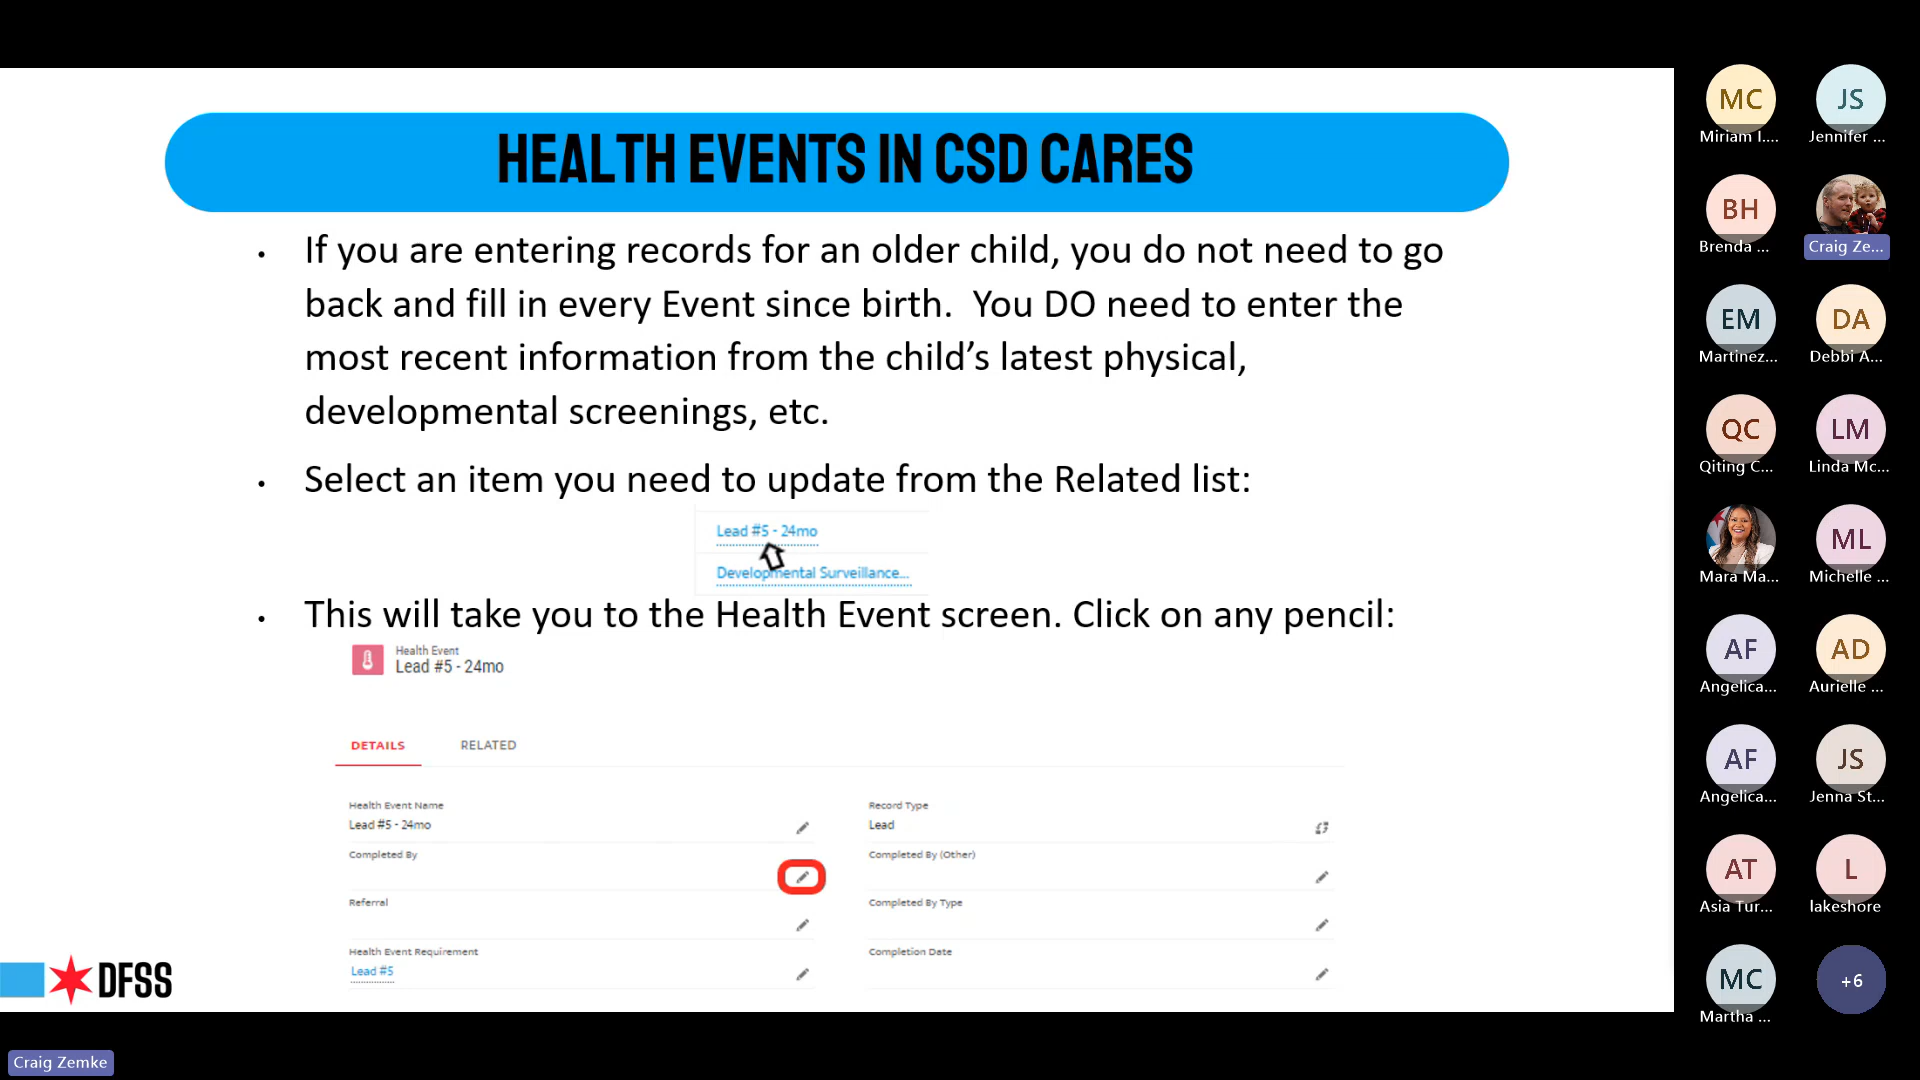 HEALTH EVENTS IN CSD CARES
• If you are entering records for an older child, you do not need to go
back and fill in every Event since birth.  You DO need to enter the
most recent information from the child’s latest physical,
developmental screenings, etc.
• Select an item you need to update from the Related list:
Lead #5 - 24mo
Developmental Surveillance...
• This will take you to the Health Event screen. Click on any pencil:
Health Event
Lead #5 - 24mo
DETAILS RELATED
Health Event Name Record Type
Lead #5 - 24mo Lead
Completed By Completed By (Other)
Referral Completed By Type
Health Event Requirement Completion Date
Lead #5
DFSS
Craig Zemke
MC JS
Miriam I.... Jennifer ...
BH
Brenda ... Craig Ze...
EM DA
Martinez... Debbi A...
QC LM
Qiting C... Linda Mc...
ML
Mara Ma... Michelle ...
AF AD
Angelica... Aurielle ...
AF JS
Angelica... Jenna St...
AT L
Asia Tur... lakeshore
MC +6
Martha ...